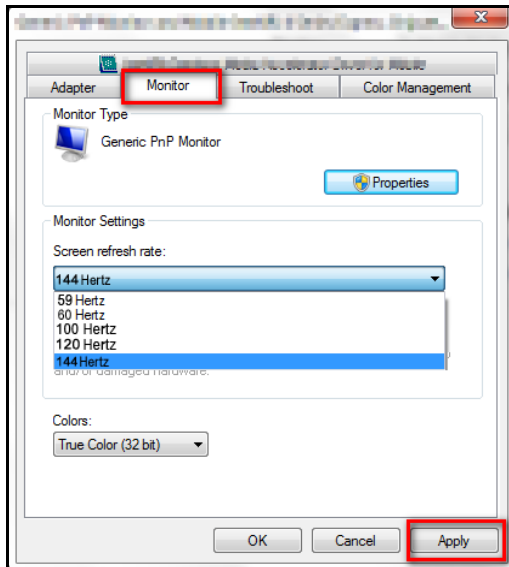 Adapter
Monitor
Troubleshoot
Color Management
Monitor Type
Generic PnP Monitor
Properties
Monitor Settings
Screen refresh rate:
144 Hertz
59 Hertz
60 Hertz
100 Hertz
120 Hertz
144 Hertz
and/or damaged hardware.
Colors:
True Color (32 bit)
OK
Cancel
Apply